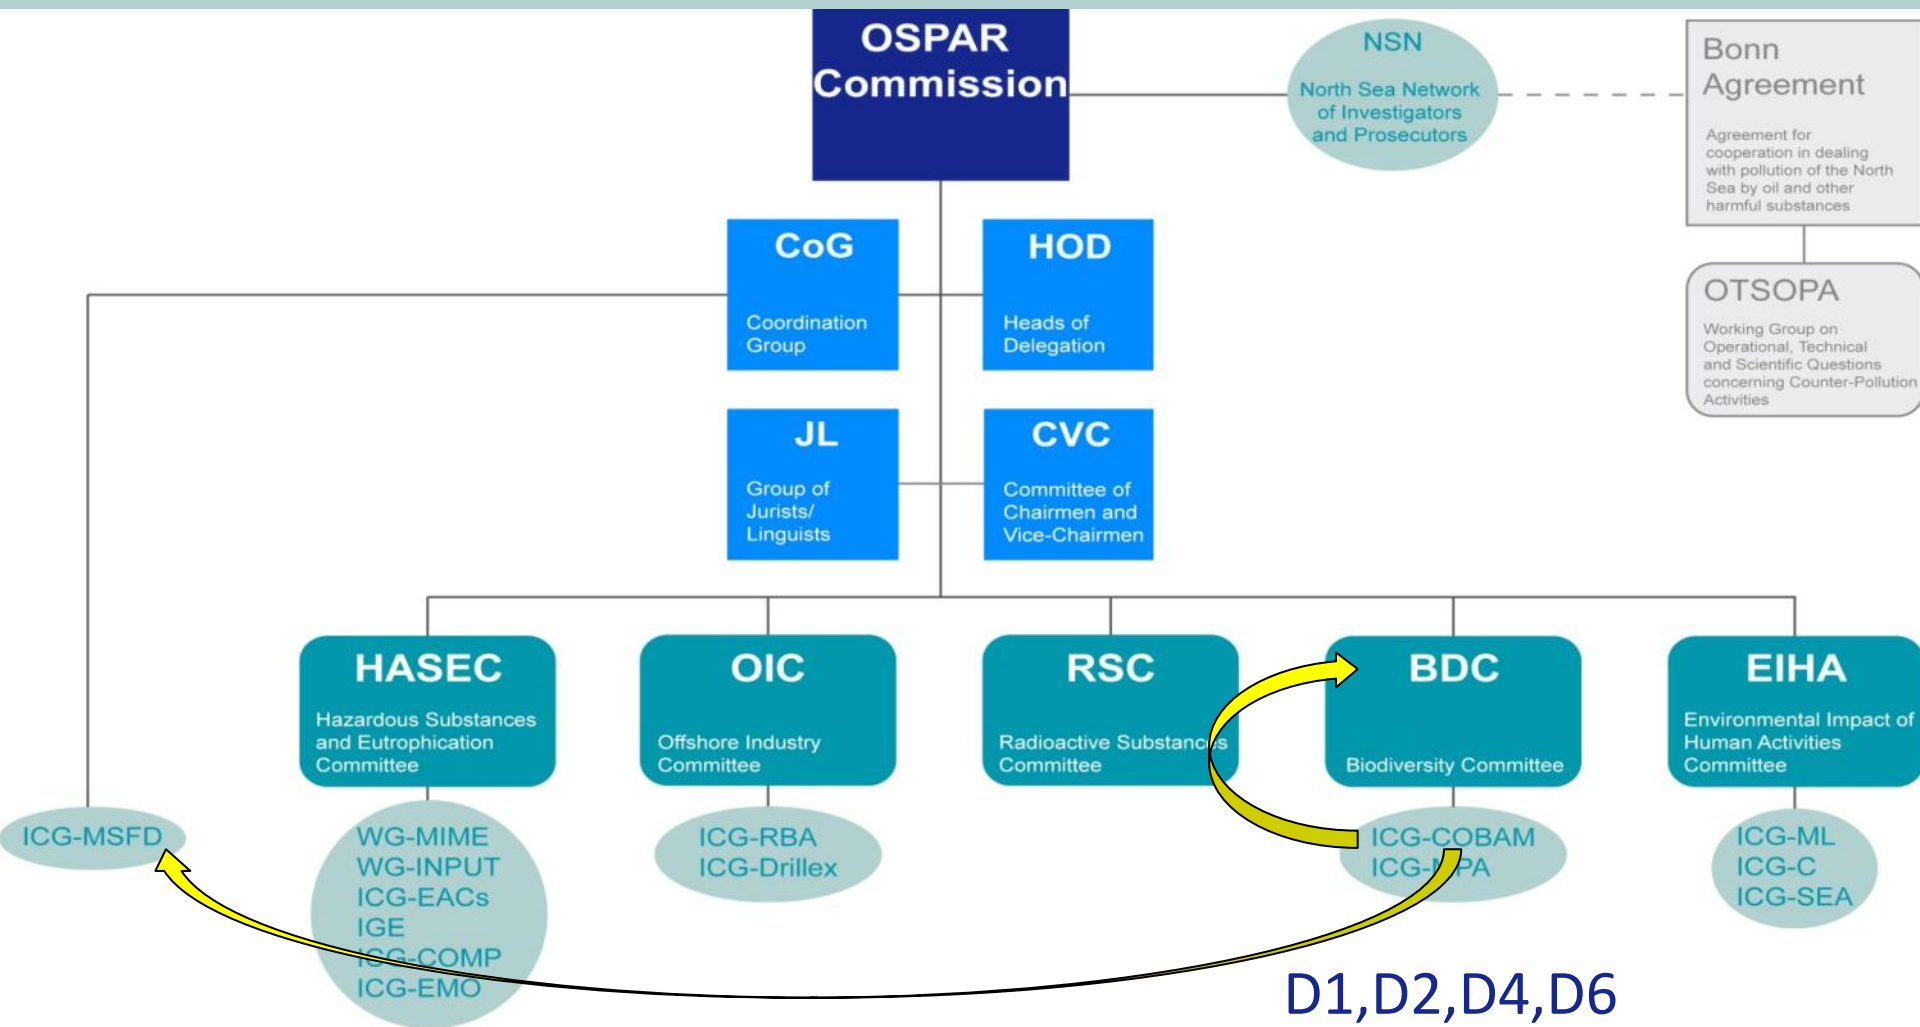 OSPAR
Commission
NSN
North Sea Network
of Investigators
and Prosecutors
Bonn
Agreement
Agreement for
cooperation in dealing
with pollution of the North
Sea by oil and other
harmful substances
OTSOPA
Working Group on
Operational, Technical
and Scientific Questions
concerning Counter-Pollution
Activities
CoG
Coordination
Group
HOD
Heads of
Delegation
JL
Group of
Jurists/
Linguists
CVC
Committee of
Chairmen and
Vice-Chairmen
HASEC
Hazardous Substances
and Eutrophication
Committee
OIC
Offshore Industry
Committee
RSC
Radioactive Substances
Committee
BDC
Biodiversity Committee
EIHA
Environmental Impact of
Human Activities
Committee
ICG-MSFD
WG-MIME
WG-INPUT
ICG-EACs
IGE
ICG-COMP
ICG-EMO
ICG-RBA
ICG-Drillex
ICG-COBAM
ICG-MPA
ICG-ML
ICG-C
ICG-SEA
D1,D2,D4,D6